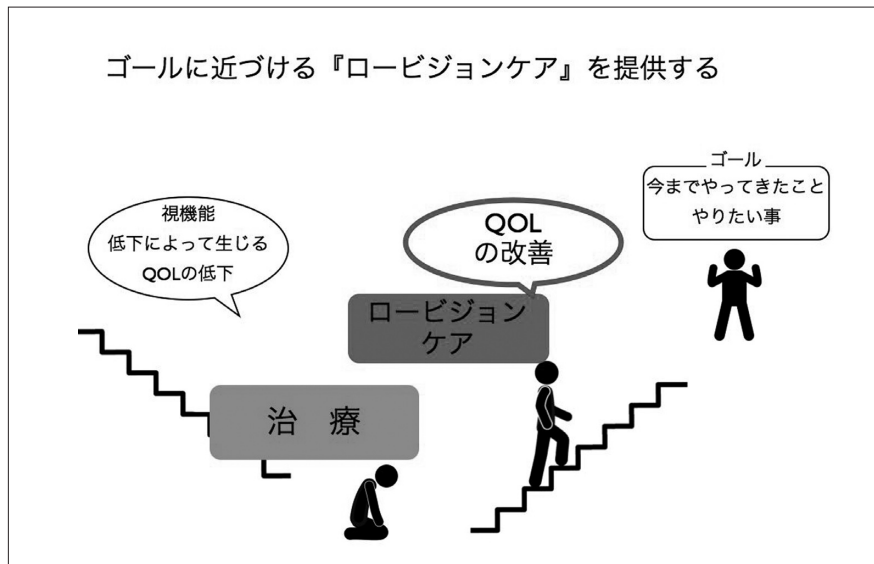 ゴールに近づける『ロービジョンケア』を提供する
視機能
低下によって生じる
QOLの低下
QOL
の改善
ゴール
今までやってきたこと
やりたい事
ロービジョン
ケア
治　療